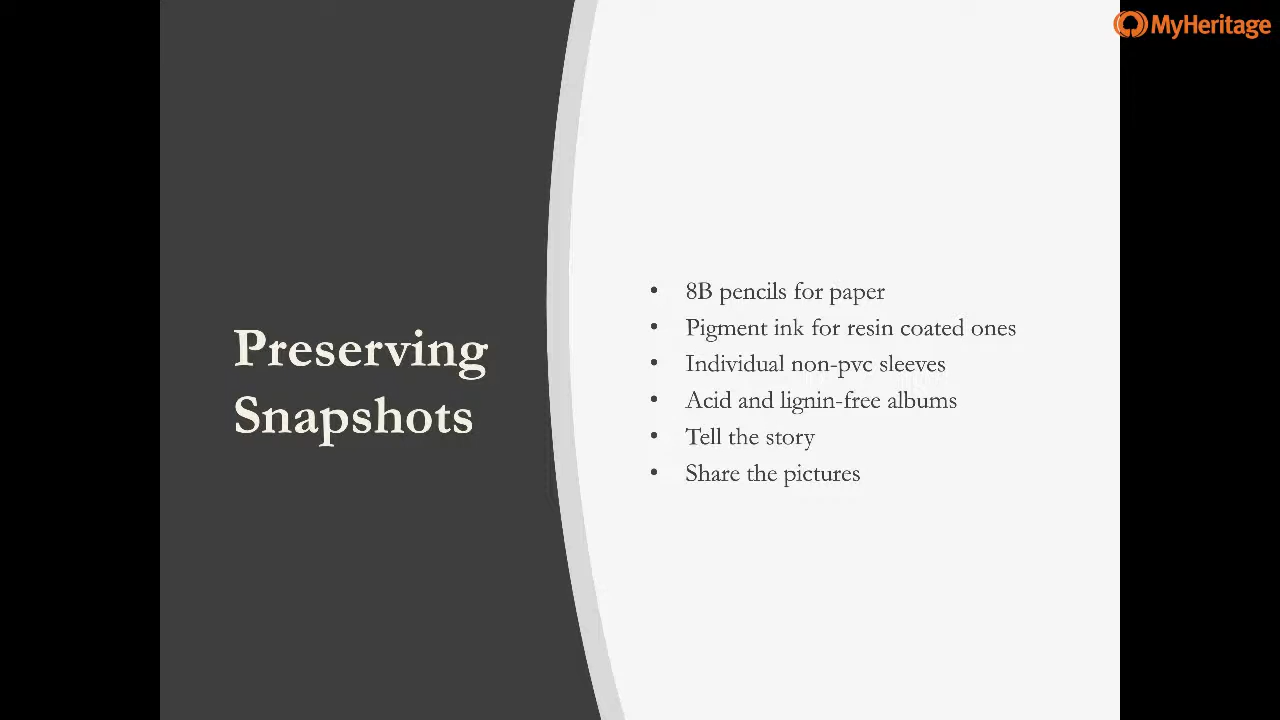 MyHeritage
Preserving
Snapshots
• 8B pencils for paper
• Pigment ink for resin coated ones
• Individual non-pvc sleeves
• Acid and lignin-free albums
• Tell the story
• Share the pictures